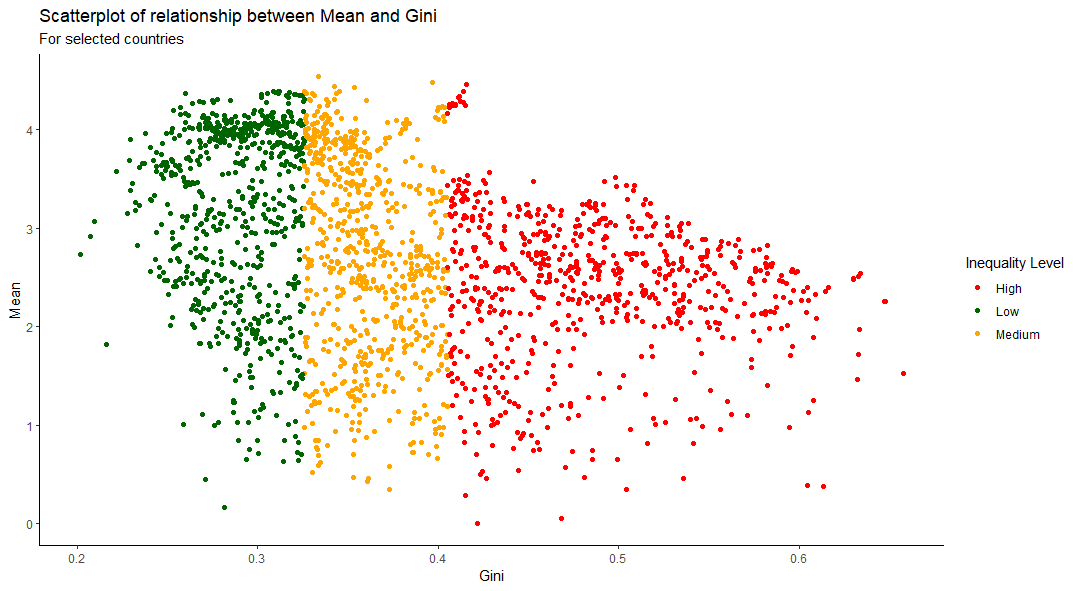 Scatterplot of relationship between Mean and Gini
For selected countries
4
3
2
1
0
Mean
0.2 0.3 0.4 0.5 0.6
Gini
Inequality Level
High
Low
Medium